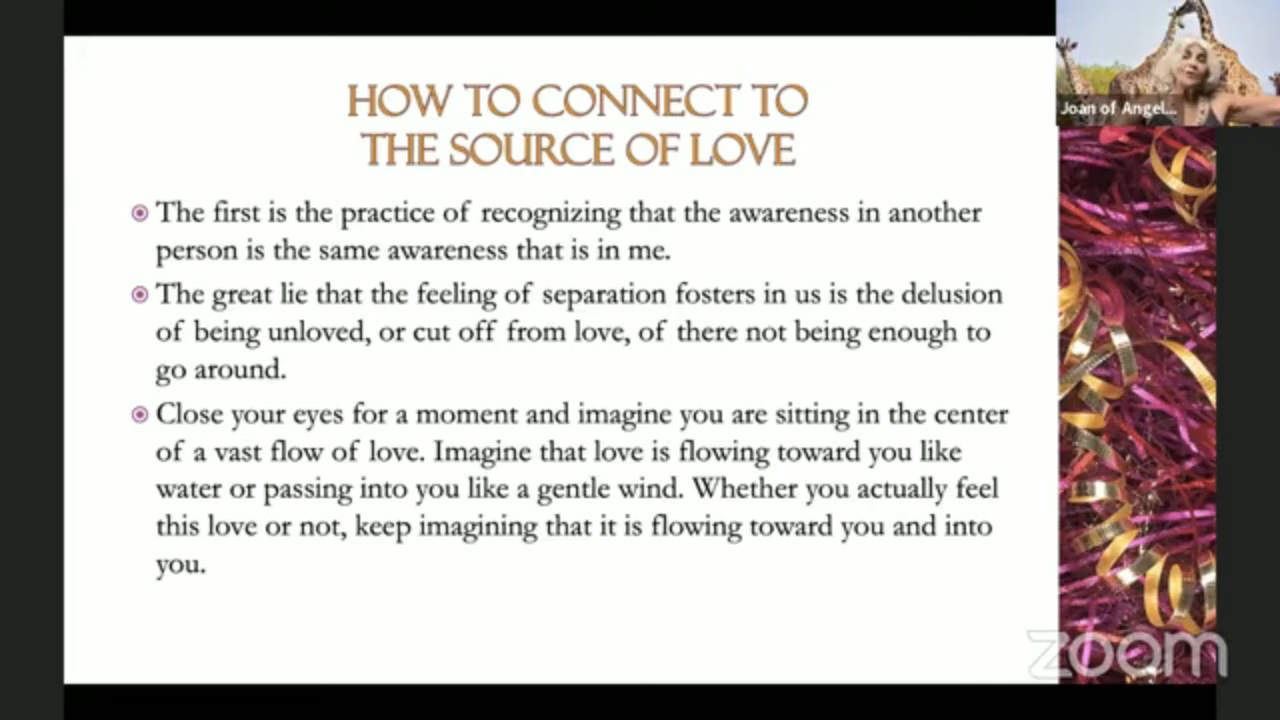 HOW TO CONNECT TO
THE SOURCE OF LOVE
The first is the practice of recognizing that the awareness in another
person is the same awareness that is in me.
The great lie that the feeling of separation fosters in us is the delusion
of being unloved, or cut off from love, of there not being enough to
go around.
Close your eyes for a moment and imagine you are sitting in the center
of a vast flow of love. Imagine that love is flowing toward you like
water or passing into you like a gentle wind. Whether you actually feel
this love or not, keep imagining that it is flowing toward you and into
you.
Joan of Angel...
zoom